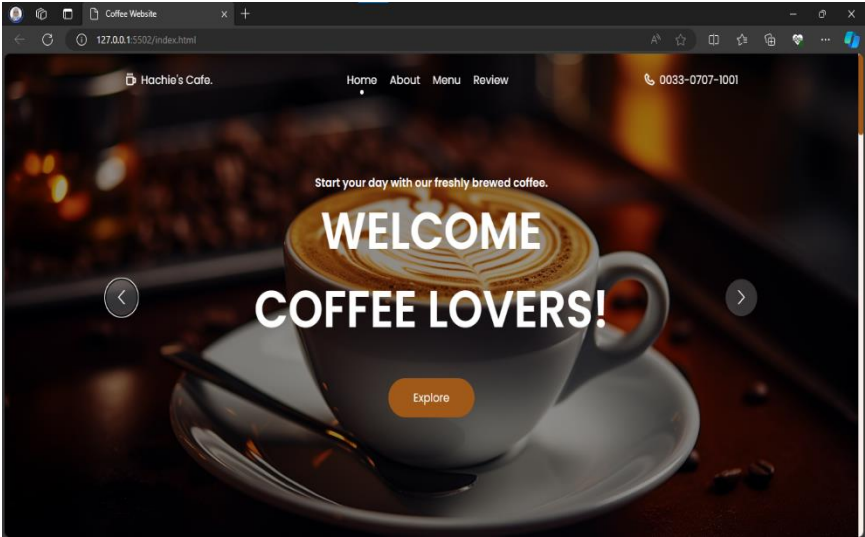 Coffee Website
127.0.0.1:5502/index.html
Hachie's Cafe.
Home About Menu Review
0033-0707-1001
Start your day with our freshly brewed coffee.
WELCOME
COFFEE LOVERS!
Explore